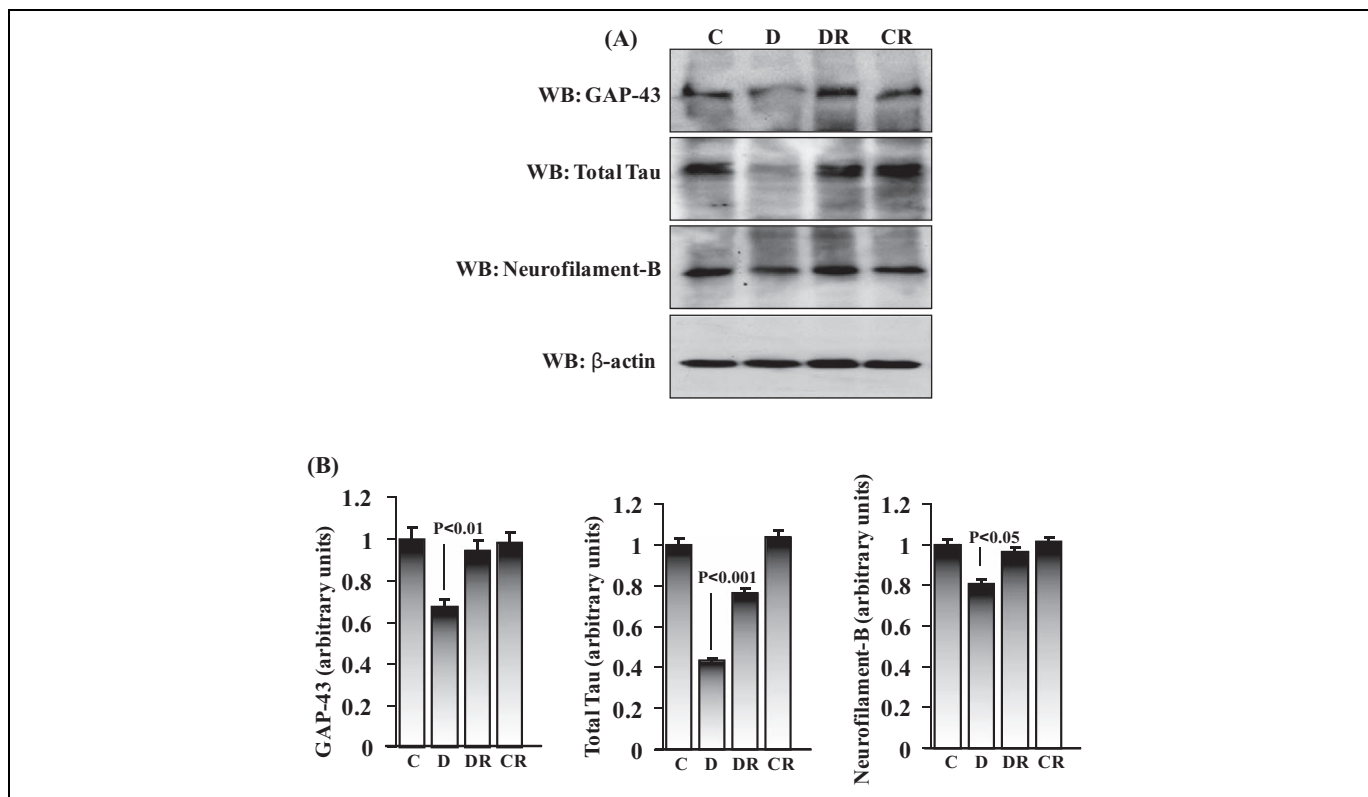 (A) C D DR CR
WB: GAP-43
WB: Total Tau
WB: Neurofilament-B
WB: β-actin
(B)
GAP-43 (arbitrary units)
1.2
1
0.8
0.6
0.4
0.2
0
P<0.01
C D DR CR
Total Tau (arbitrary units)
1.2
1
0.8
0.6
0.4
0.2
0
P<0.001
C D DR CR
Neurofilament-B (arbitrary units)
1.2
1
0.8
0.6
0.4
0.2
0
P<0.05
C D DR CR